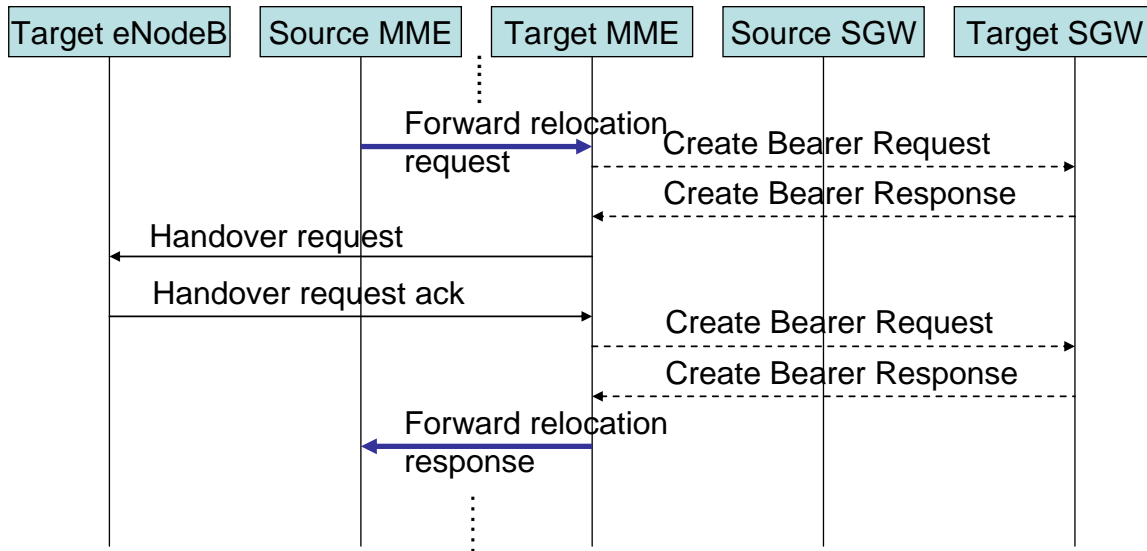 Target eNodeB
Source MME
Target MME
Source SGW
Target SGW
Forward relocation
request
Create Bearer Request
Create Bearer Response
Handover request
Handover request ack
Create Bearer Request
Create Bearer Response
Forward relocation
response